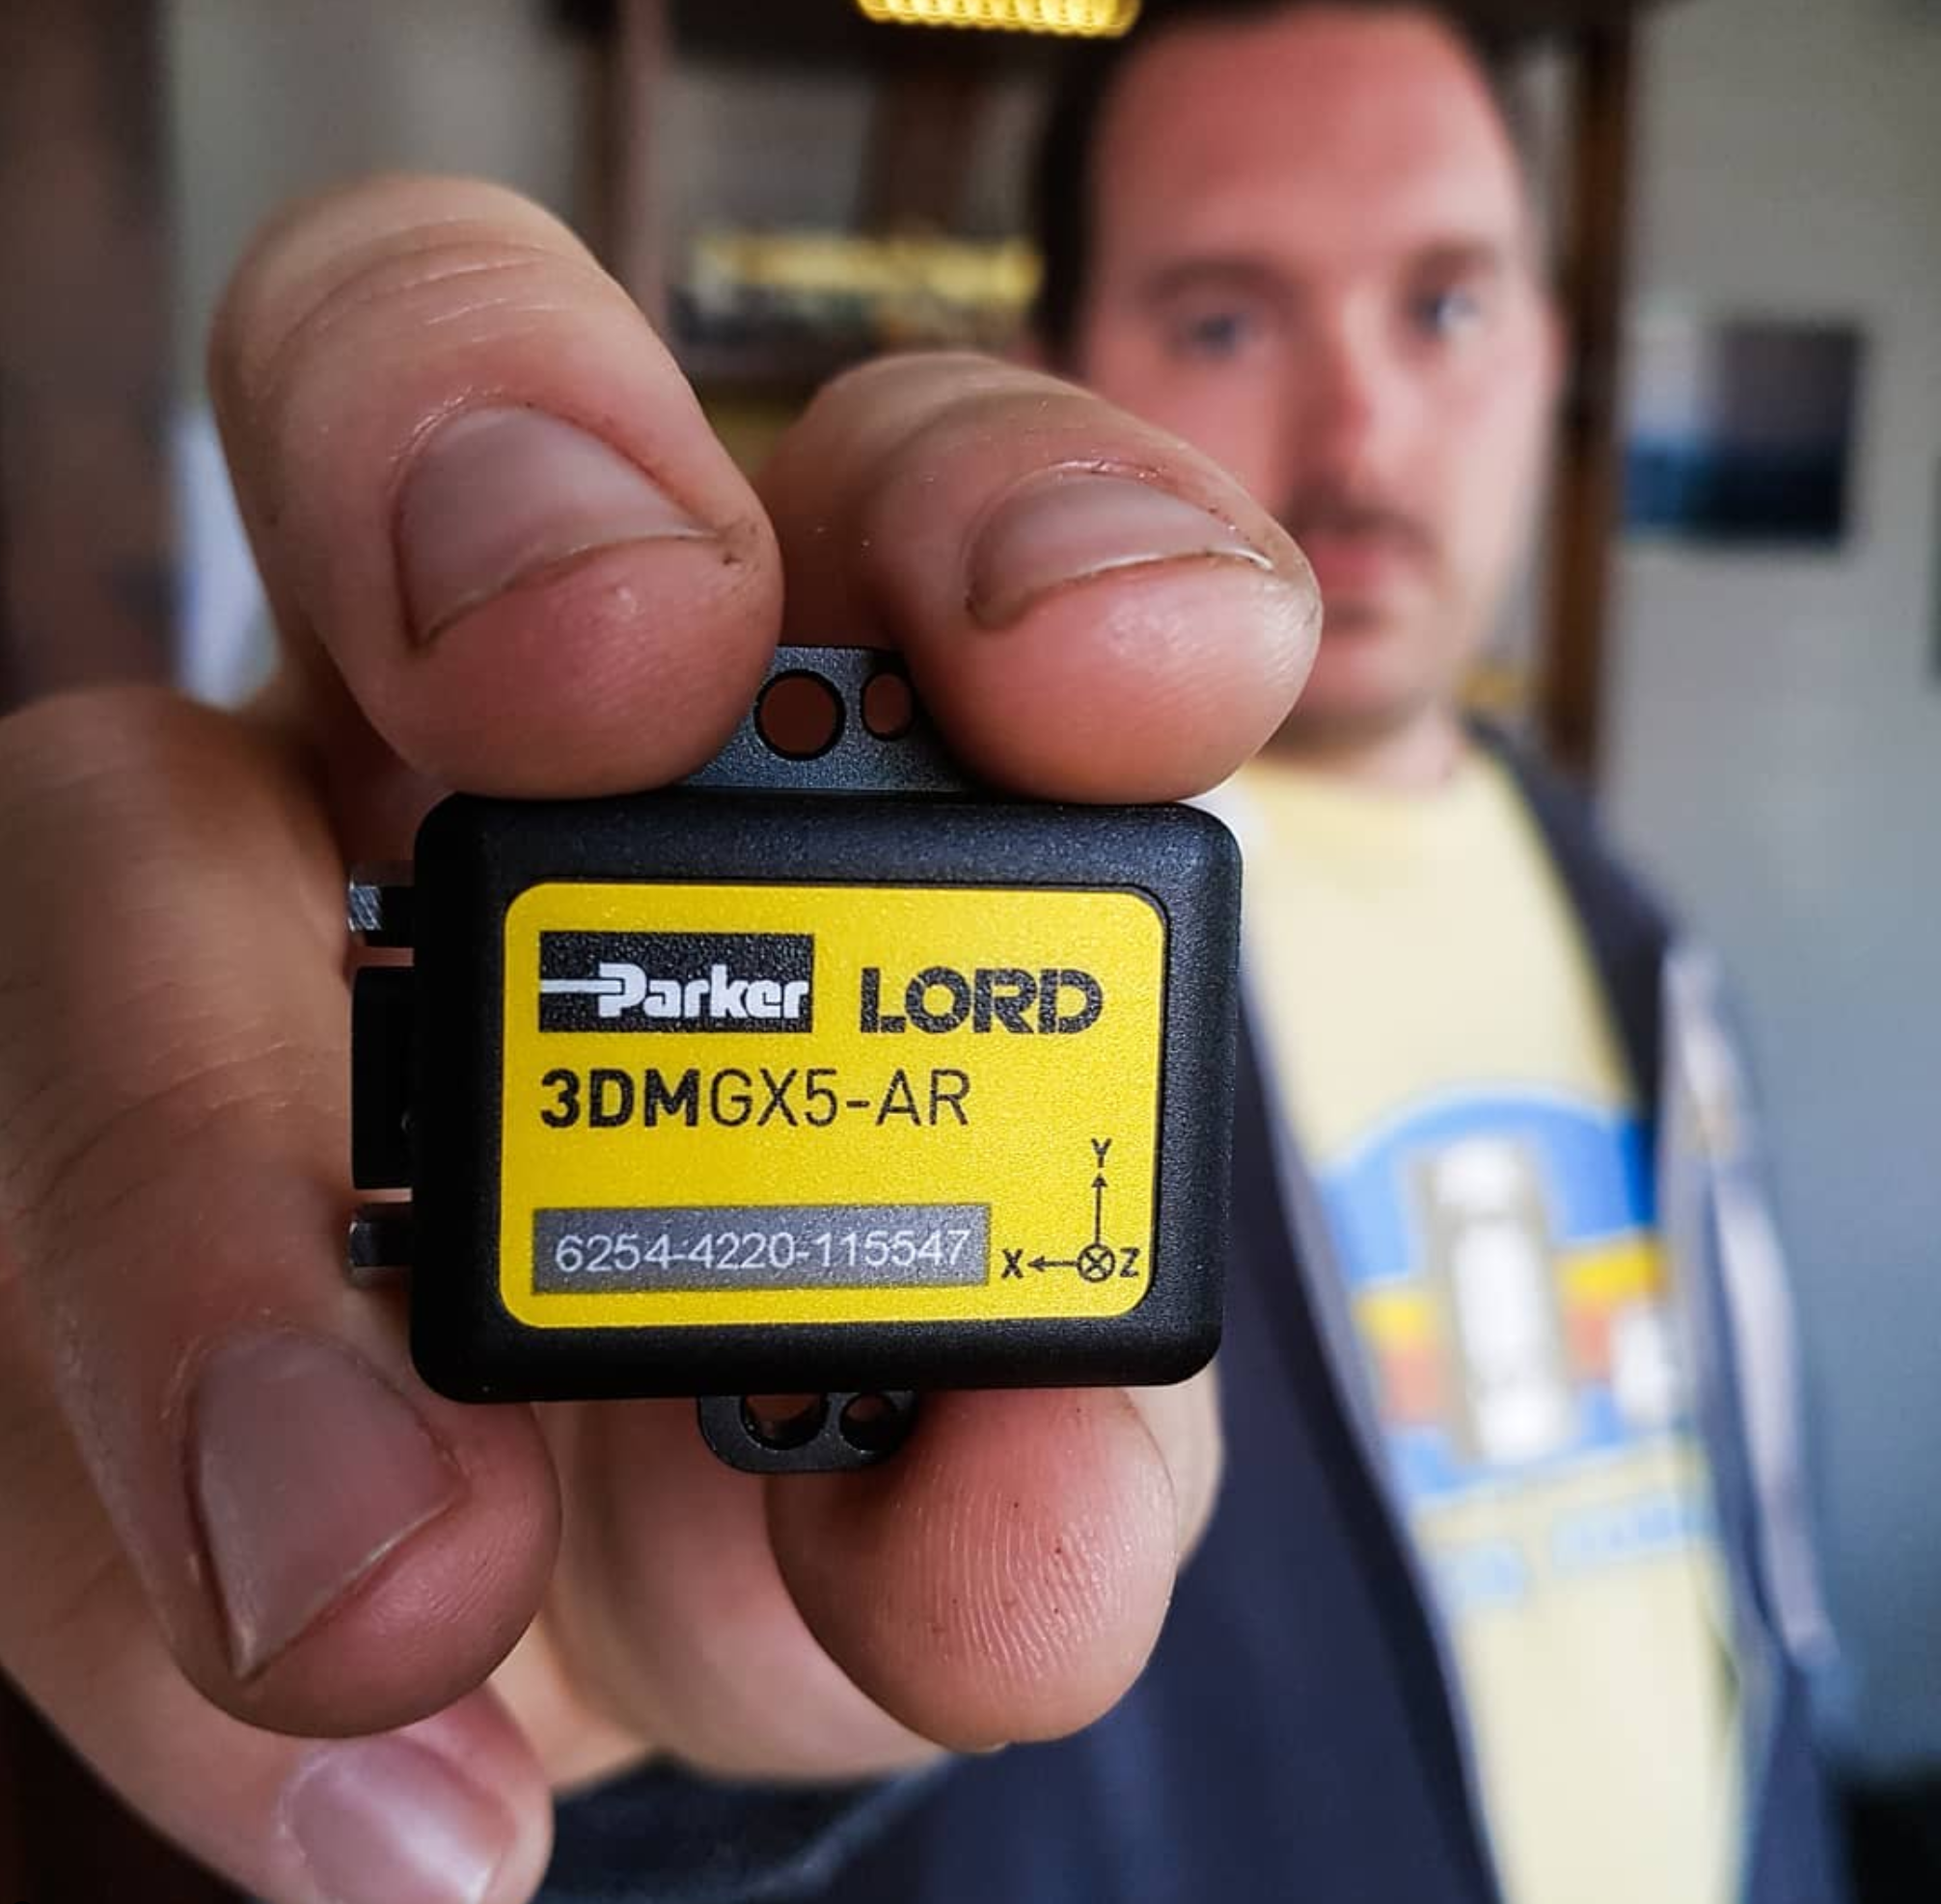 Parker LORD
3DMGX5-AR
Y
6254-4220-115547
X Z